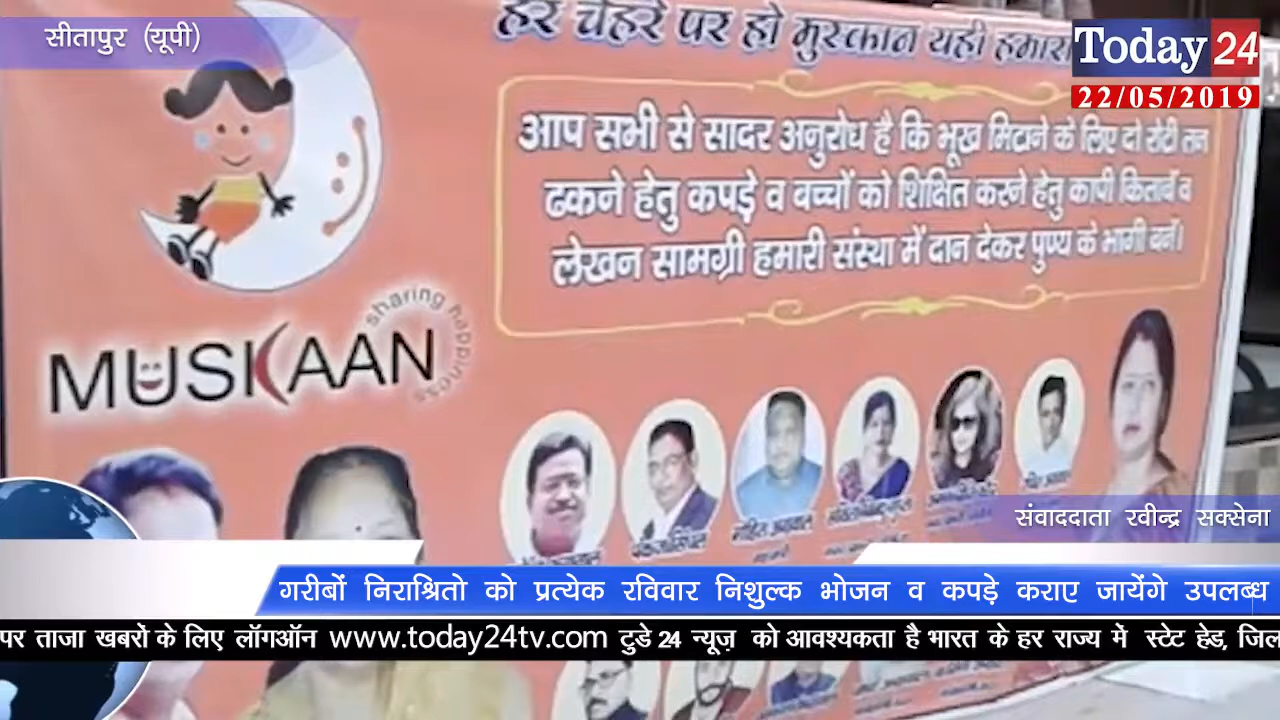 सीतापुर (यूपी)
Today 24
22/05/2019
हर चेहरे पर हो मुस्कान यही हमारा
आप सभी से सादर अनुरोध है कि भूख मिटाने के लिए दो रोटी तन
ढकने हेतु कपड़े व बच्चों को शिक्षित करने हेतु कापी किताबें व
लेखन सामग्री हमारी संस्था में दान देकर पुण्य के भागी बनें।
MUSKAAN
sharing happiness
संवाददाता रवीन्द्र सक्सेना
गरीबों निराश्रितो को प्रत्येक रविवार निशुल्क भोजन व कपड़े कराए जायेंगे उपलब्ध
पर ताजा खबरों के लिए लॉगऑन www.today24tv.com टुडे 24 न्यूज़ को आवश्यकता है भारत के हर राज्य में स्टेट हेड, जिल